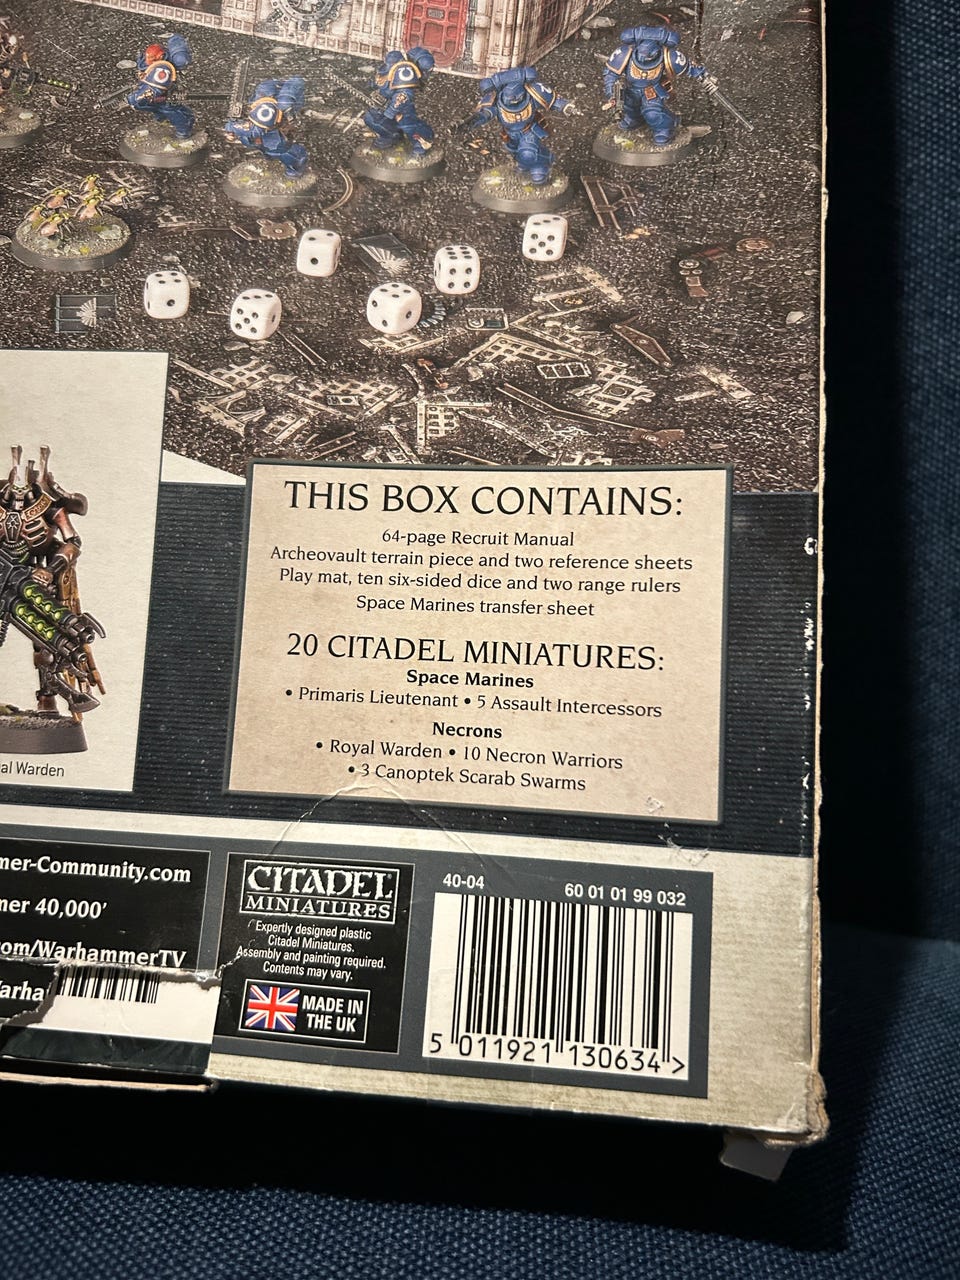 THIS BOX CONTAINS:
64-page Recruit Manual
Archeovault terrain piece and two reference sheets
Play mat, ten six-sided dice and two range rulers
Space Marines transfer sheet
20 CITADEL MINIATURES:
Space Marines
• Primaris Lieutenant • 5 Assault Intercessors
Necrons
• Royal Warden • 10 Necron Warriors
• 3 Canoptek Scarab Swarms
al Warden
mer-Community.com
mer 40,000’
com/WarhammerTV
Warha
CITADEL
MINIATURES
Expertly designed plastic
Citadel Miniatures.
Assembly and painting required.
Contents may vary.
MADE IN
THE UK
40-04 60 01 01 99 032
5 011921 130634 >